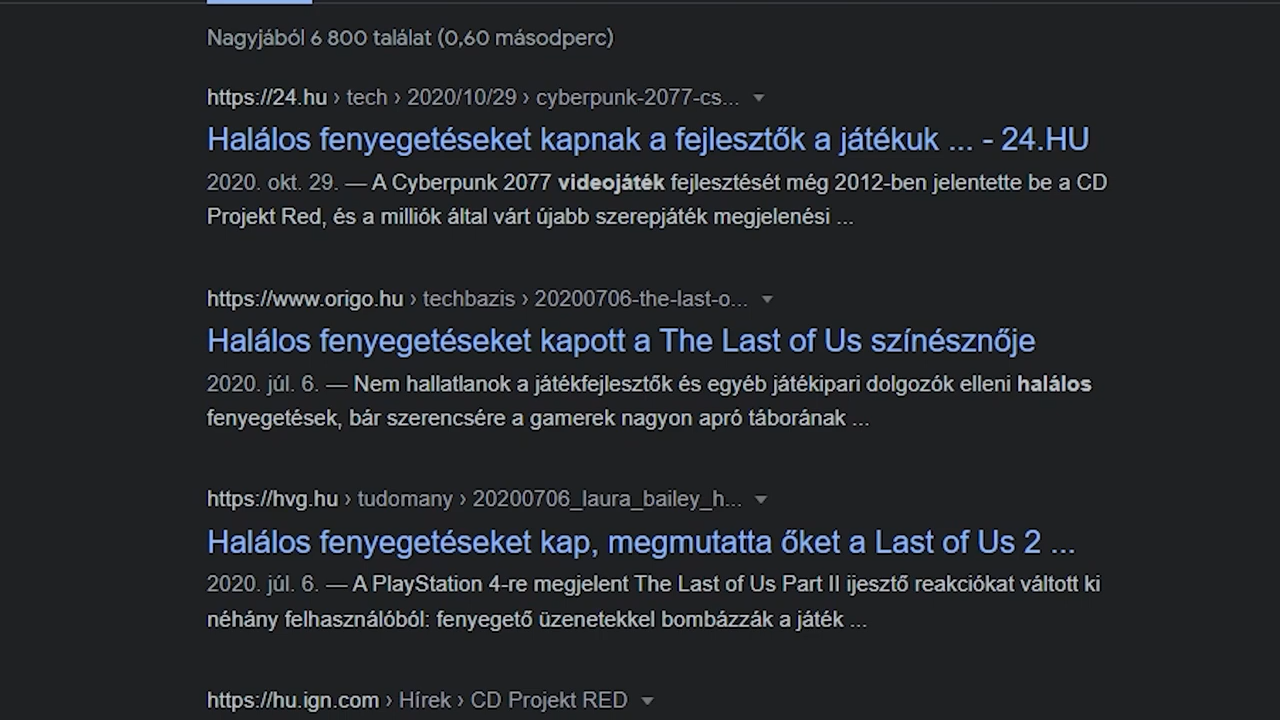 Nagyjából 6 800 találat (0,60 másodperc)
https://24.hu › tech › 2020/10/29 › cyberpunk-2077-cs...
Halálos fenyegetéseket kapnak a fejlesztők a játékuk ... - 24.HU
2020. okt. 29. — A Cyberpunk 2077 videojáték fejlesztését még 2012-ben jelentette be a CD
Projekt Red, és a milliók által várt újabb szerepjáték megjelenési ...
https://www.origo.hu › techbazis › 20200706-the-last-o...
Halálos fenyegetéseket kapott a The Last of Us színésznője
2020. júl. 6. — Nem hallatlanok a játékfejlesztők és egyéb játékipari dolgozók elleni halálos
fenyegetések, bár szerencsére a gamerek nagyon apró táborának ...
https://hvg.hu › tudomany › 20200706_laura_bailey_h...
Halálos fenyegetéseket kap, megmutatta őket a Last of Us 2 ...
2020. júl. 6. — A PlayStation 4-re megjelent The Last of Us Part II ijesztő reakciókat váltott ki
néhány felhasználóból: fenyegető üzenetekkel bombázzák a játék ...
https://hu.ign.com › Hírek › CD Projekt RED